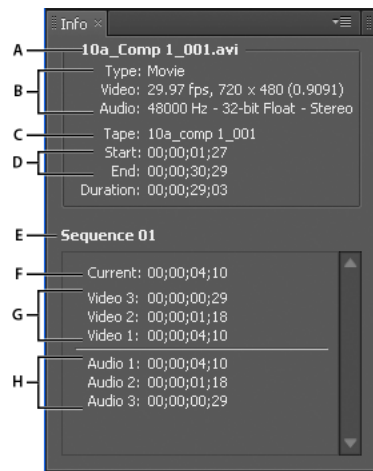 Info ×
A 10a_Comp 1_001.avi
B Type: Movie
Video: 29.97 fps, 720 x 480 (0.9091)
Audio: 48000 Hz - 32-bit Float - Stereo
C Tape: 10a_comp 1_001
D Start: 00;00;01;27
End: 00;00;30;29
Duration: 00;00;29;03
E Sequence 01
F Current: 00;00;04;10
G Video 3: 00;00;00;29
Video 2: 00;00;01;18
Video 1: 00;00;04;10
H Audio 1: 00;00;04;10
Audio 2: 00;00;01;18
Audio 3: 00;00;00;29